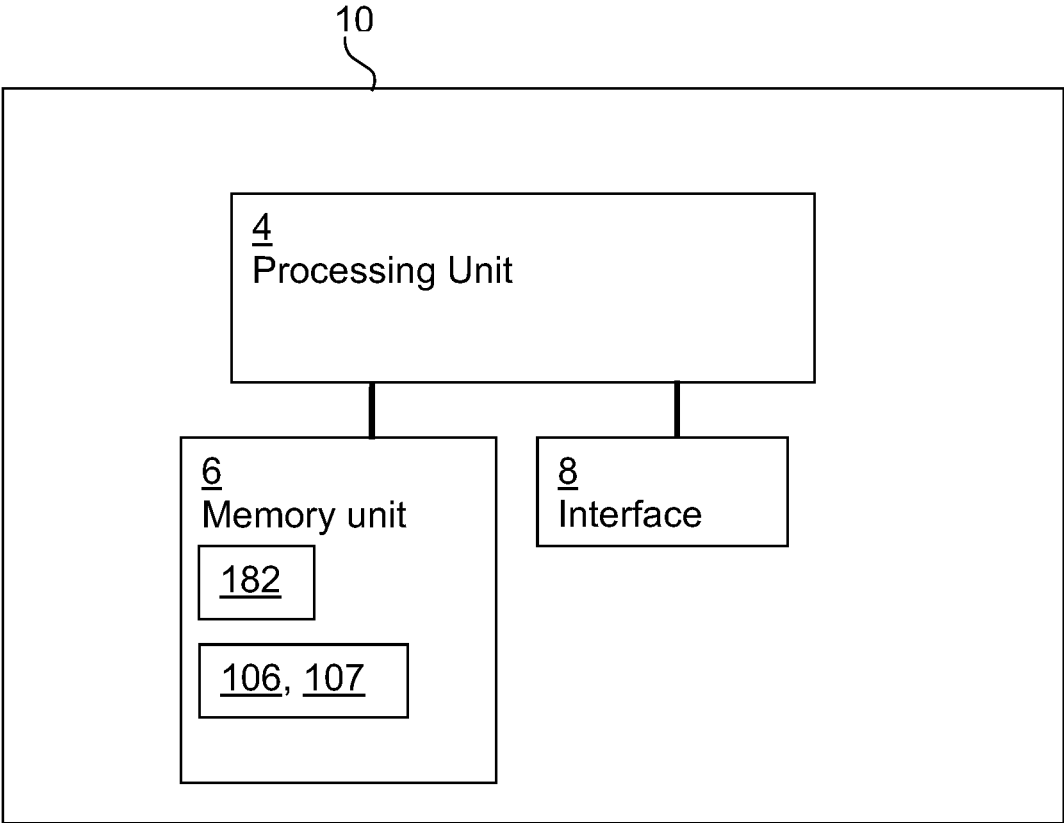 10
4
Processing Unit
6
Memory unit
182
106, 107
8
Interface